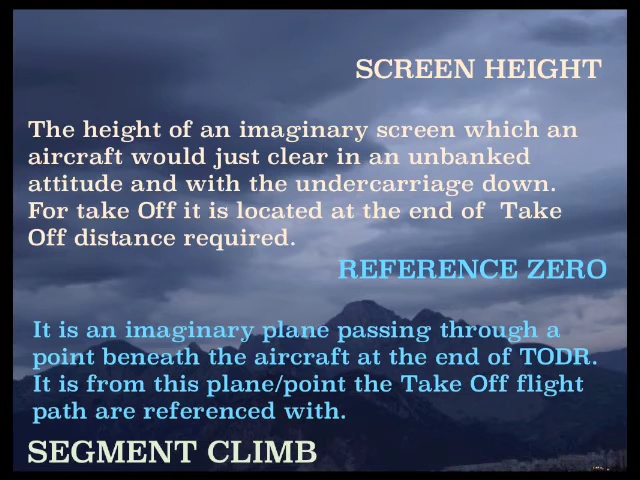 SCREEN HEIGHT
The height of an imaginary screen which an
aircraft would just clear in an unbanked
attitude and with the undercarriage down.
For take Off it is located at the end of  Take
Off distance required.
REFERENCE ZERO
It is an imaginary plane passing through a
point beneath the aircraft at the end of TODR.
It is from this plane/point the Take Off flight
path are referenced with.
SEGMENT CLIMB